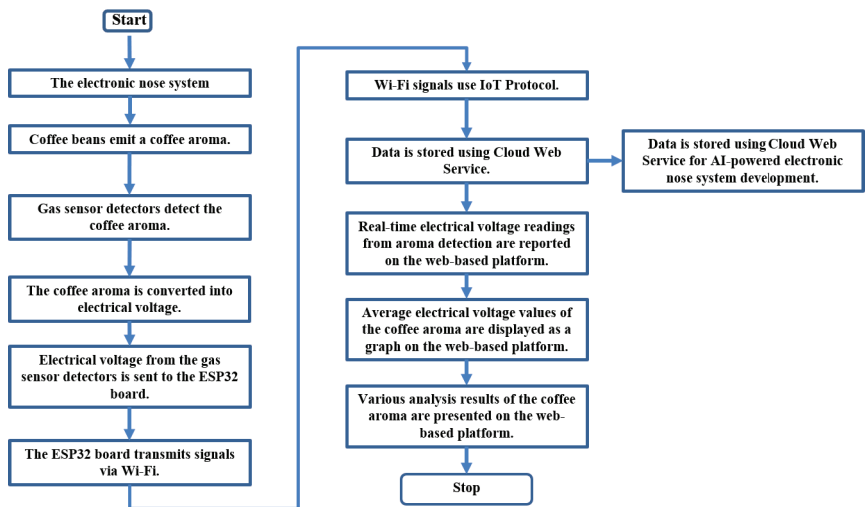 Start
The electronic nose system
Coffee beans emit a coffee aroma.
Gas sensor detectors detect the
coffee aroma.
The coffee aroma is converted into
electrical voltage.
Electrical voltage from the gas
sensor detectors is sent to the ESP32
board.
The ESP32 board transmits signals
via Wi-Fi.
Wi-Fi signals use IoT Protocol.
Data is stored using Cloud Web
Service.
Data is stored using Cloud Web
Service for AI-powered electronic
nose system development.
Real-time electrical voltage readings
from aroma detection are reported
on the web-based platform.
Average electrical voltage values of
the coffee aroma are displayed as a
graph on the web-based platform.
Various analysis results of the coffee
aroma are presented on the web-
based platform.
Stop